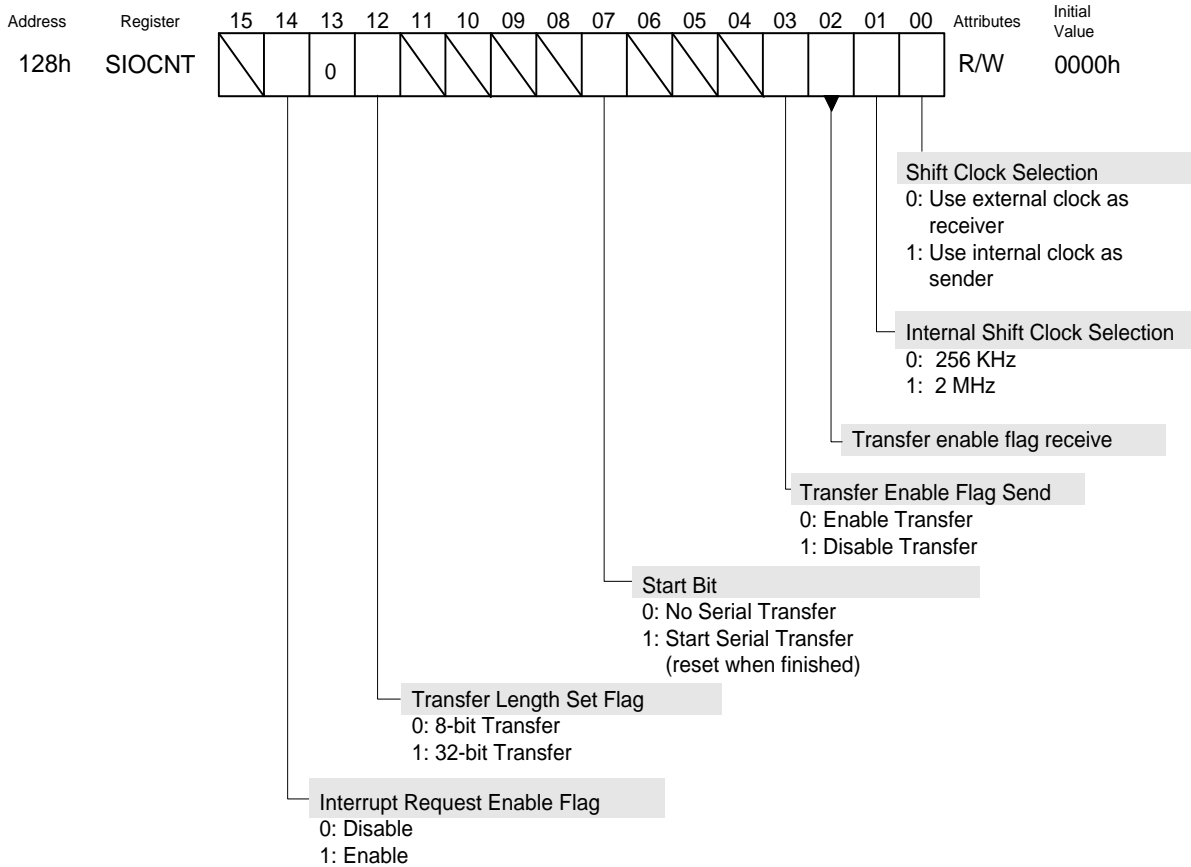 Address Register 15 14 13 12 11 10 09 08 07 06 05 04 03 02 01 00 Attributes Initial Value
128h SIOCNT 0 R/W 0000h
Shift Clock Selection
0: Use external clock as
receiver
1: Use internal clock as
sender
Internal Shift Clock Selection
0: 256 KHz
1: 2 MHz
Transfer enable flag receive
Transfer Enable Flag Send
0: Enable Transfer
1: Disable Transfer
Start Bit
0: No Serial Transfer
1: Start Serial Transfer
(reset when finished)
Transfer Length Set Flag
0: 8-bit Transfer
1: 32-bit Transfer
Interrupt Request Enable Flag
0: Disable
1: Enable